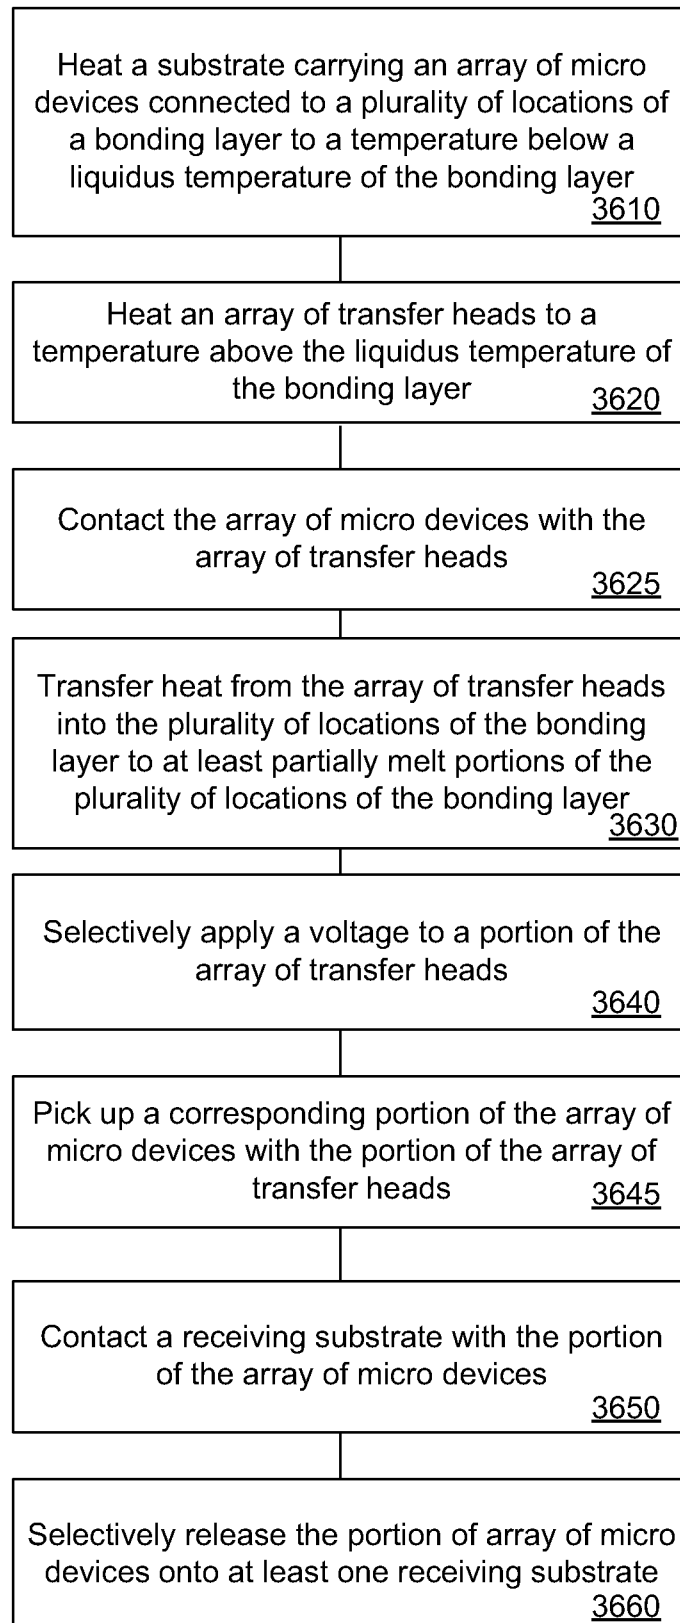 Heat a substrate carrying an array of micro
devices connected to a plurality of locations of
a bonding layer to a temperature below a
liquidus temperature of the bonding layer
3610
Heat an array of transfer heads to a
temperature above the liquidus temperature of
the bonding layer
3620
Contact the array of micro devices with the
array of transfer heads
3625
Transfer heat from the array of transfer heads
into the plurality of locations of the bonding
layer to at least partially melt portions of the
plurality of locations of the bonding layer
3630
Selectively apply a voltage to a portion of the
array of transfer heads
3640
Pick up a corresponding portion of the array of
micro devices with the portion of the array of
transfer heads
3645
Contact a receiving substrate with the portion
of the array of micro devices
3650
Selectively release the portion of array of micro
devices onto at least one receiving substrate
3660